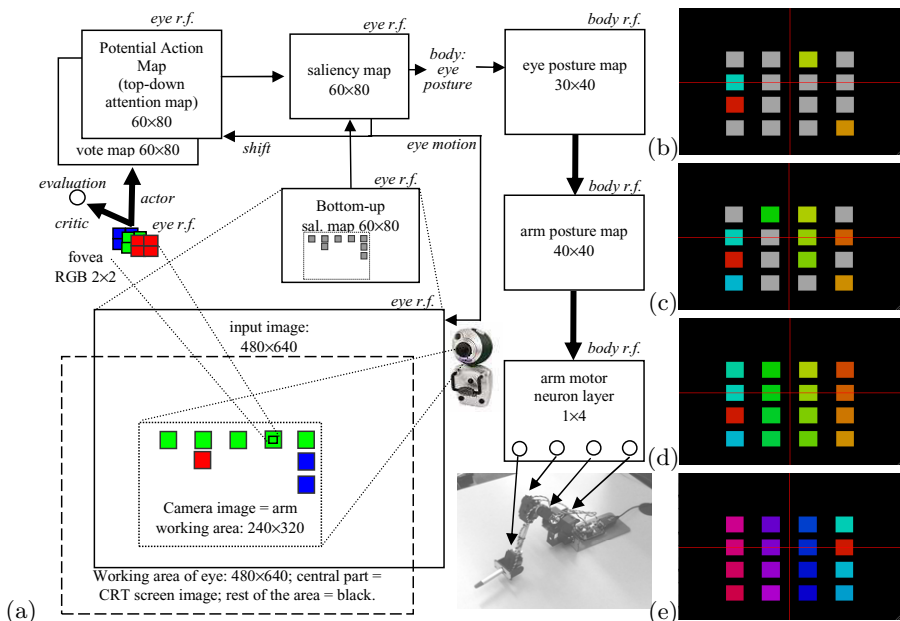 eye r.f.
Potential Action
Map
(top-down
attention map)
60×80
vote map 60×80
eye r.f.
saliency map
60×80
body:
eye
posture
body r.f.
eye posture map
30×40
(b)
shift
eye motion
evaluation
critic
actor
eye r.f.
fovea
RGB 2×2
eye r.f.
Bottom-up
sal. map 60×80
body r.f.
arm posture map
40×40
(c)
eye r.f.
input image:
480×640
body r.f.
arm motor
neuron layer
1×4
(d)
Camera image = arm
working area: 240×320
Working area of eye: 480×640; central part =
CRT screen image; rest of the area = black.
(a)
(e)